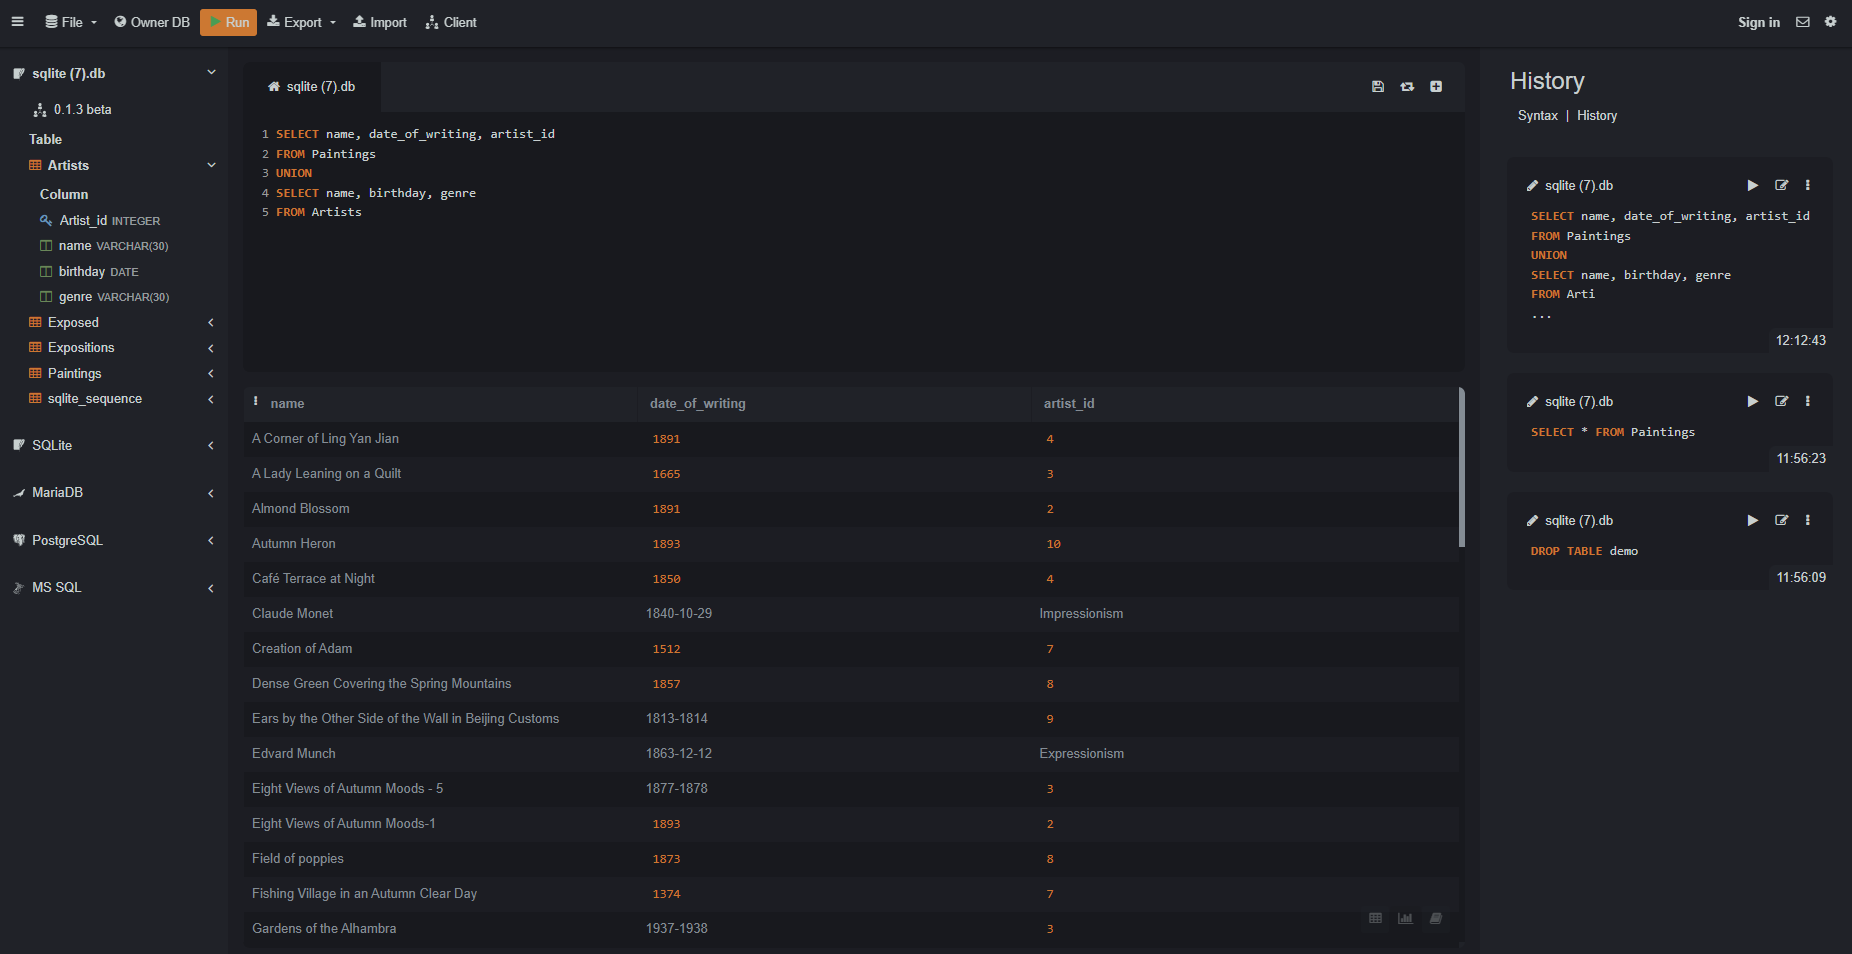 File
Owner DB
Run
Export
Import
Client
Sign in
sqlite (7).db
0.1.3 beta
Table
Artists
Column
Artist_id INTEGER
name VARCHAR(30)
birthday DATE
genre VARCHAR(30)
Exposed
Expositions
Paintings
sqlite_sequence
SQLite
MariaDB
PostgreSQL
MS SQL
sqlite (7).db
1 SELECT name, date_of_writing, artist_id
2 FROM Paintings
3 UNION
4 SELECT name, birthday, genre
5 FROM Artists
name date_of_writing artist_id
A Corner of Ling Yan Jian 1891 4
A Lady Leaning on a Quilt 1665 3
Almond Blossom 1891 2
Autumn Heron 1893 10
Café Terrace at Night 1850 4
Claude Monet 1840-10-29 Impressionism
Creation of Adam 1512 7
Dense Green Covering the Spring Mountains 1857 8
Ears by the Other Side of the Wall in Beijing Customs 1813-1814 9
Edvard Munch 1863-12-12 Expressionism
Eight Views of Autumn Moods - 5 1877-1878 3
Eight Views of Autumn Moods-1 1893 2
Field of poppies 1873 8
Fishing Village in an Autumn Clear Day 1374 7
Gardens of the Alhambra 1937-1938 3
History
Syntax | History
sqlite (7).db
SELECT name, date_of_writing, artist_id
FROM Paintings
UNION
SELECT name, birthday, genre
FROM Arti
...
12:12:43
sqlite (7).db
SELECT * FROM Paintings
11:56:23
sqlite (7).db
DROP TABLE demo
11:56:09